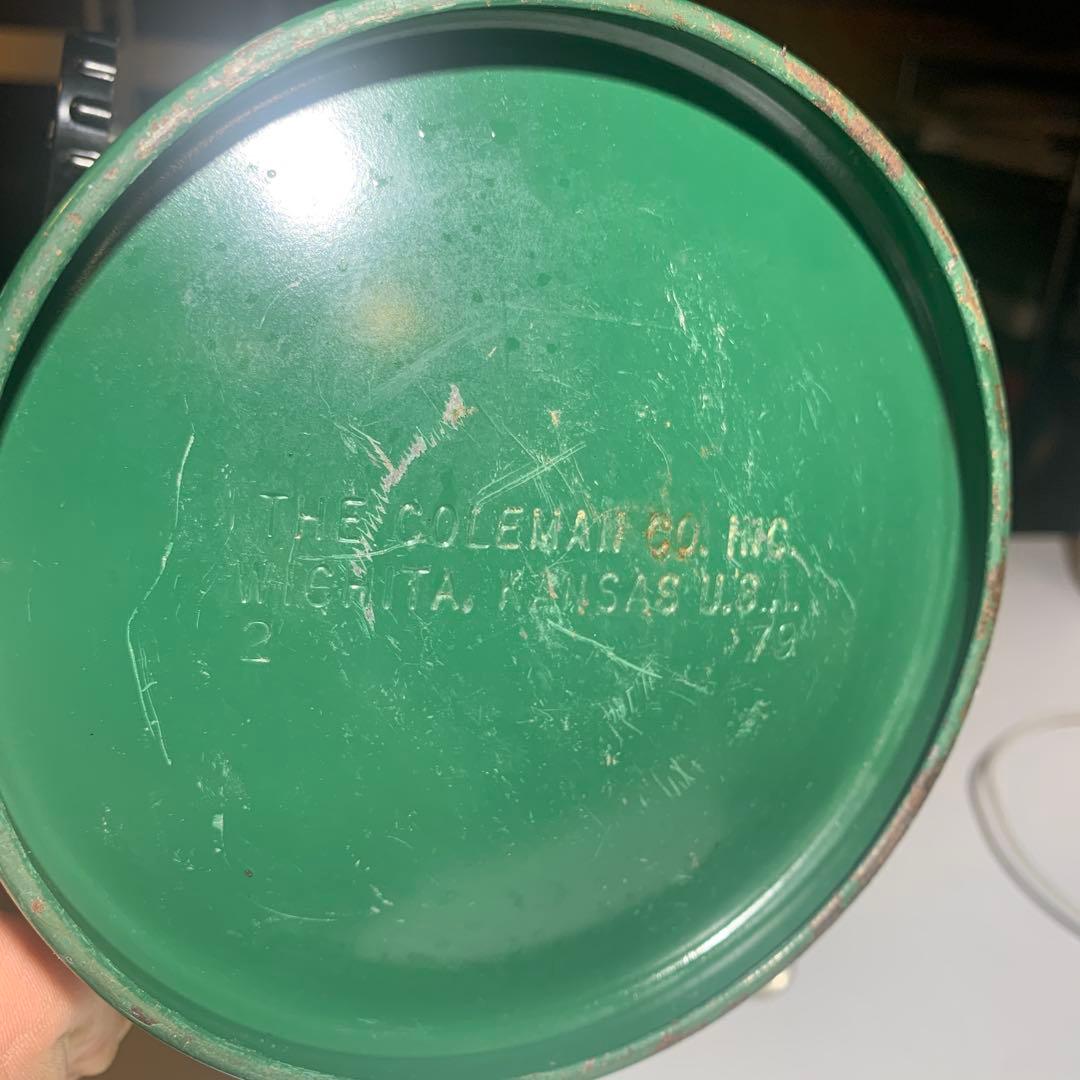 THE COLEMAN CO. INC.
WICHITA, KANSAS U.S.A.
2 79